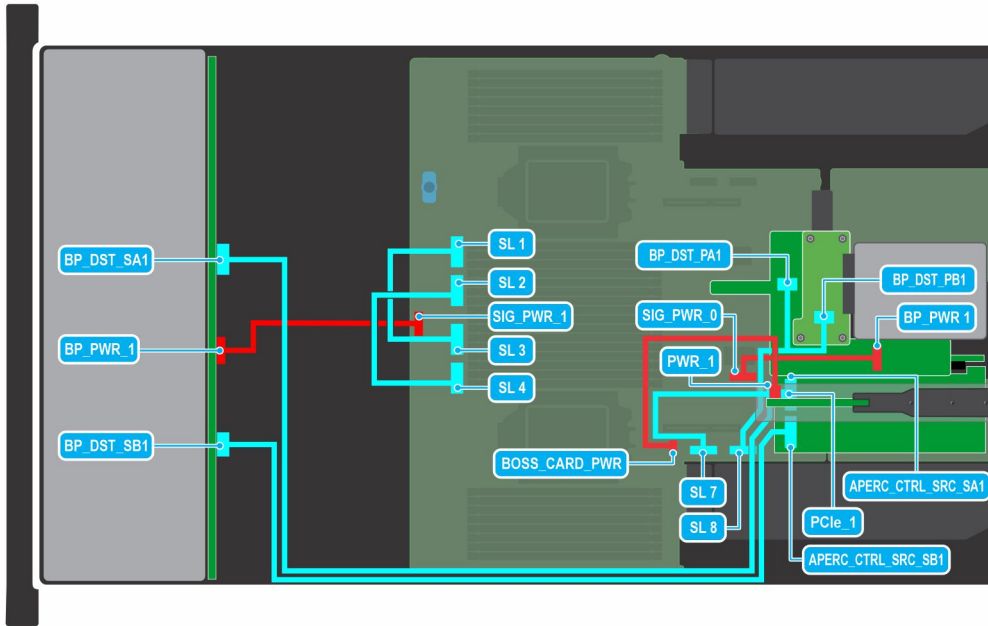 BP_DST_SA1
BP_PWR_1
BP_DST_SB1
SL 1
SL 2
SIG_PWR_1
SL 3
SL 4
BP_DST_PA1
BP_DST_PB1
SIG_PWR_0
BP_PWR 1
PWR_1
BOSS_CARD_PWR
SL 7
SL 8
APERC_CTRL_SRC_SA1
PCIe_1
APERC_CTRL_SRC_SB1